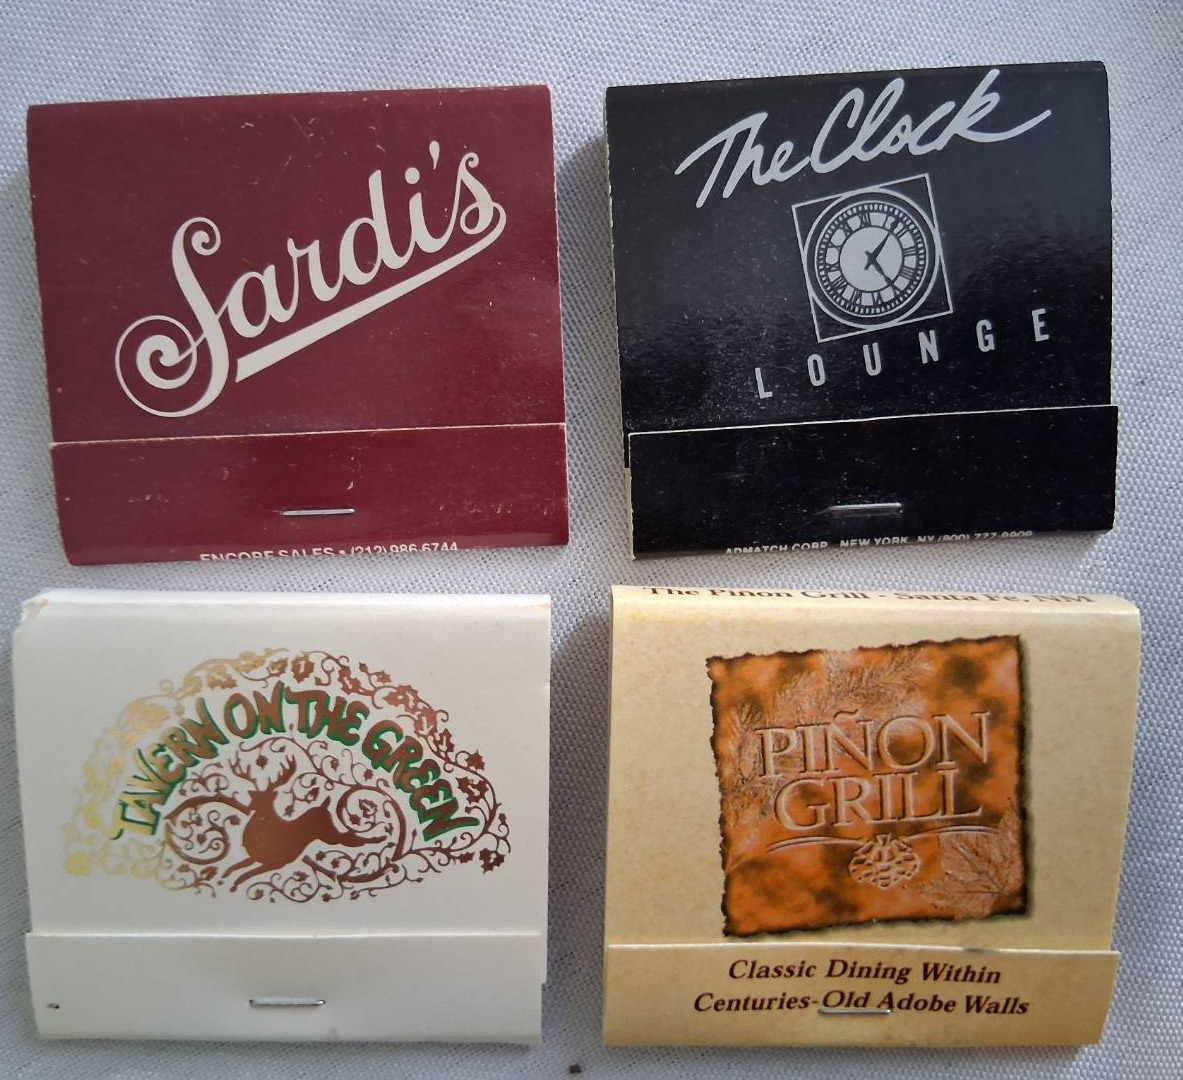 Sardi's
ENCORE SALES • (212) 986-6744
The Clock
LOUNGE
ADMATCH CORP. NEW YORK, NY (800) 777-9909
TAVERN ON THE GREEN
The Piñon Grill - Santa Fe, NM
PIÑON
GRILL
Classic Dining Within
Centuries-Old Adobe Walls